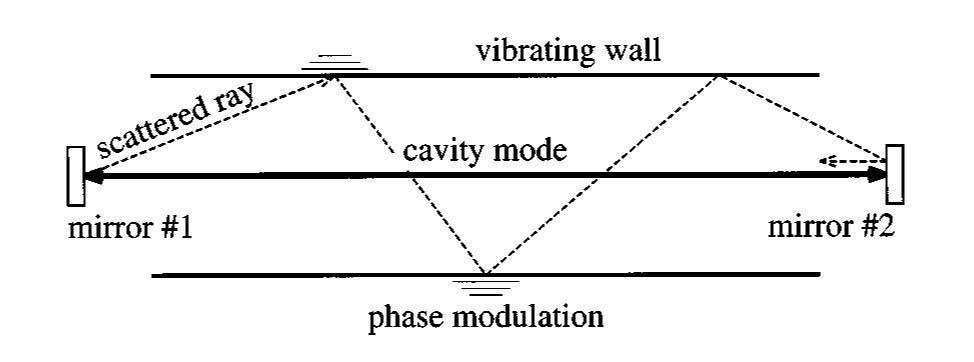 vibrating wall
scattered ray
cavity mode
mirror #1
mirror #2
phase modulation